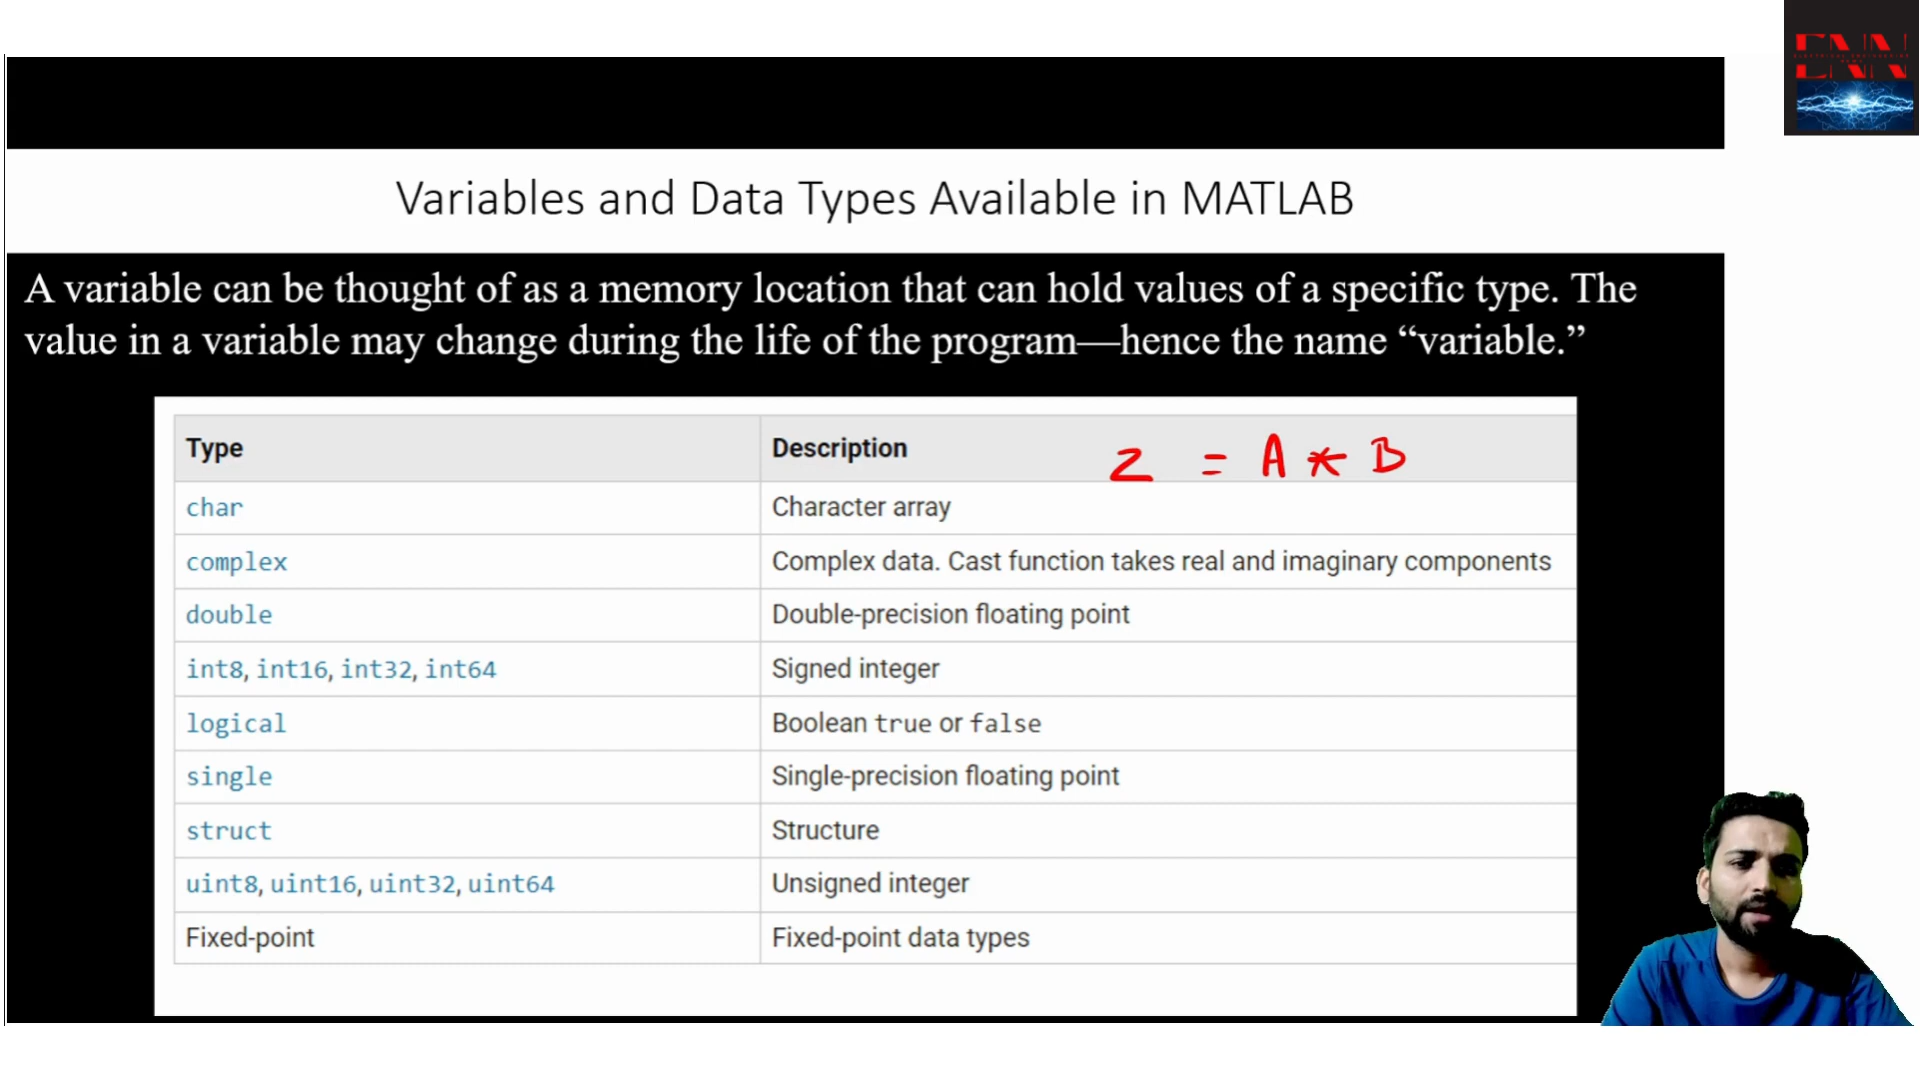 ENN
Variables and Data Types Available in MATLAB
A variable can be thought of as a memory location that can hold values of a specific type. The
value in a variable may change during the life of the program—hence the name “variable.”
Type Description z = A * B
char Character array
complex Complex data. Cast function takes real and imaginary components
double Double-precision floating point
int8, int16, int32, int64 Signed integer
logical Boolean true or false
single Single-precision floating point
struct Structure
uint8, uint16, uint32, uint64 Unsigned integer
Fixed-point Fixed-point data types